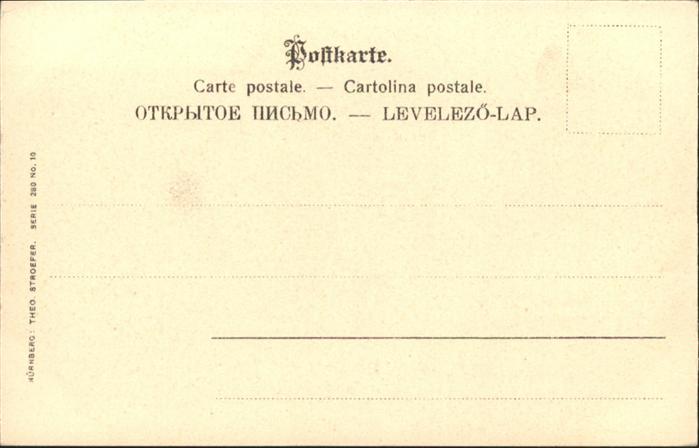 Postkarte.
Carte postale. — Cartolina postale.
ОТКРЫТОЕ ПИСЬМО. — LEVELEZŐ-LAP.
NÜRNBERG: THEO. STROEFER. SERIE 280 No. 10